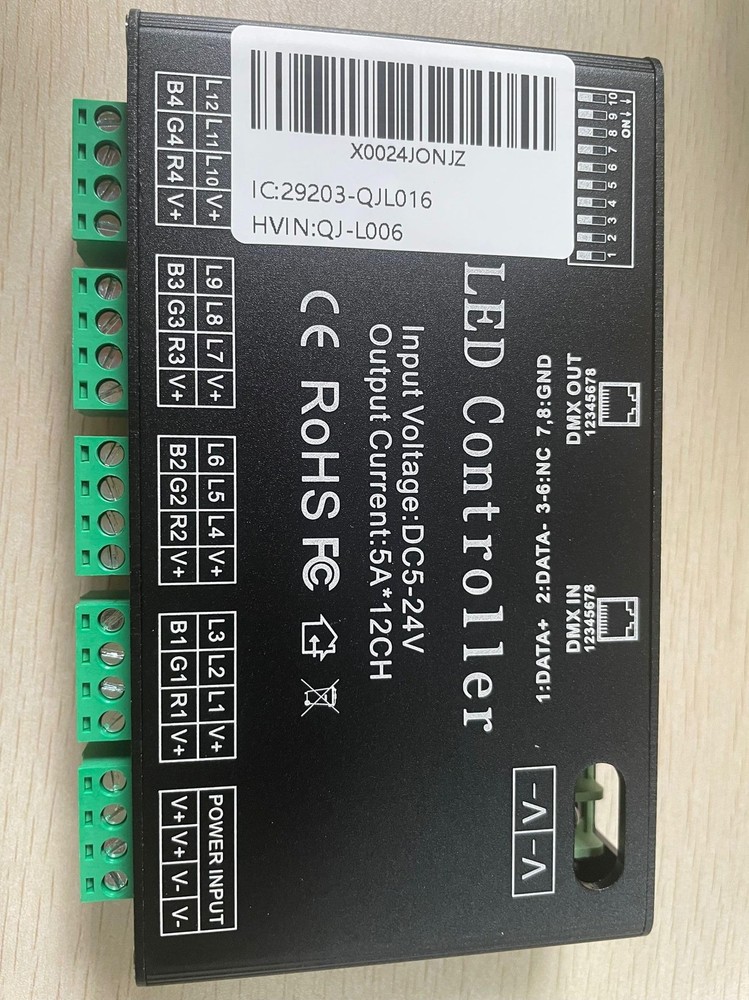 X0024JONJZ
IC:29203-QJL016
HVIN:QJ-L006
ON
1 2 3 4 5 6 7 8 9 10
DMX IN
12345678
DMX OUT
12345678
1:DATA+ 2:DATA- 3-6:NC 7,8:GND
V- V-
LED Controller
Input Voltage:DC5-24V
Output Current:5A*12CH
CE RoHS FC
L12 L11 L10 V+
B4 G4 R4 V+
L9 L8 L7 V+
B3 G3 R3 V+
L6 L5 L4 V+
B2 G2 R2 V+
L3 L2 L1 V+
B1 G1 R1 V+
POWER INPUT
V+ V+ V- V-